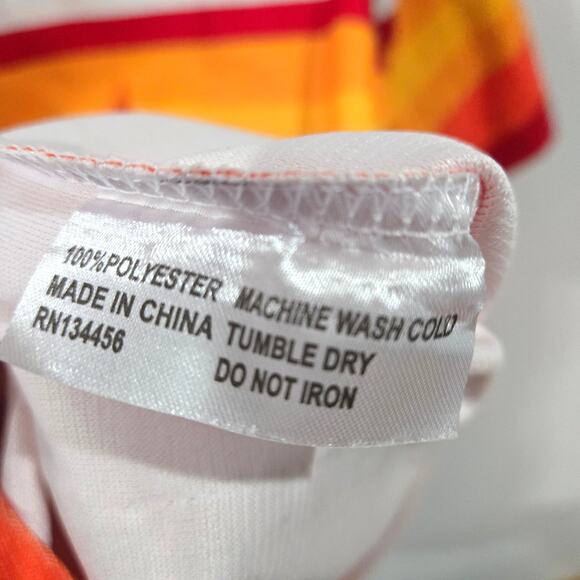 100%POLYESTER
MADE IN CHINA
RN134456
MACHINE WASH COLD
TUMBLE DRY
DO NOT IRON